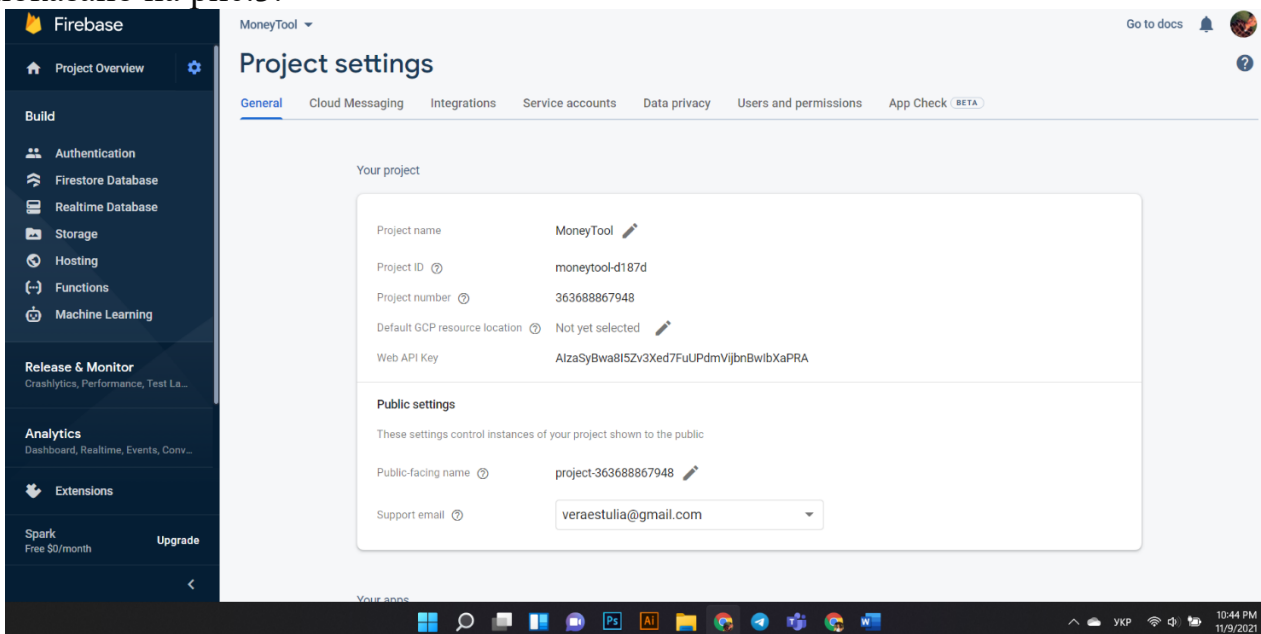 Firebase
MoneyTool
Go to docs
Project Overview
Project settings
General Cloud Messaging Integrations Service accounts Data privacy Users and permissions App Check BETA
Build
Authentication
Firestore Database
Realtime Database
Storage
Hosting
Functions
Machine Learning
Release & Monitor
Crashlytics, Performance, Test La...
Analytics
Dashboard, Realtime, Events, Conv...
Extensions
Spark
Free $0/month
Upgrade
Your project
Project name MoneyTool
Project ID moneytool-d187d
Project number 363688867948
Default GCP resource location Not yet selected
Web API Key AIzaSyBwa8I5Zv3Xed7FuUPdmVijbnBwIbXaPRA
Public settings
These settings control instances of your project shown to the public
Public-facing name project-363688867948
Support email veraestulia@gmail.com
Your apps
Ps Ai
УКР
10:44 PM
11/9/2021